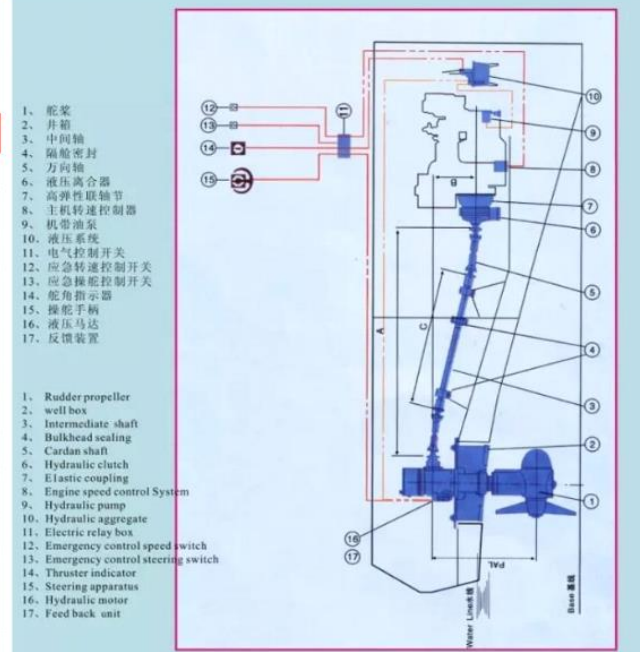 1、舵桨
2、井箱
3、中间轴
4、隔舱密封
5、万向轴
6、液压离合器
7、高弹性联轴节
8、主机转速控制器
9、机带油泵
10、液压系统
11、电气控制开关
12、应急转速控制开关
13、应急操舵控制开关
14、舵角指示器
15、操舵手柄
16、液压马达
17、反馈装置
1、Rudder propeller
2、well box
3、Intermediate shaft
4、Bulkhead sealing
5、Cardan shaft
6、Hydraulic clutch
7、Elastic coupling
8、Engine speed control System
9、Hydraulic pump
10、Hydraulic aggregate
11、Electric relay box
12、Emergency control speed switch
13、Emergency control steering switch
14、Thruster indicator
15、Steering apparatus
16、Hydraulic motor
17、Feed back unit
12
13
14
15
11
10
9
8
7
6
5
4
3
2
1
16
17
B
A
C
PAL
Water Line水线
Base 基线